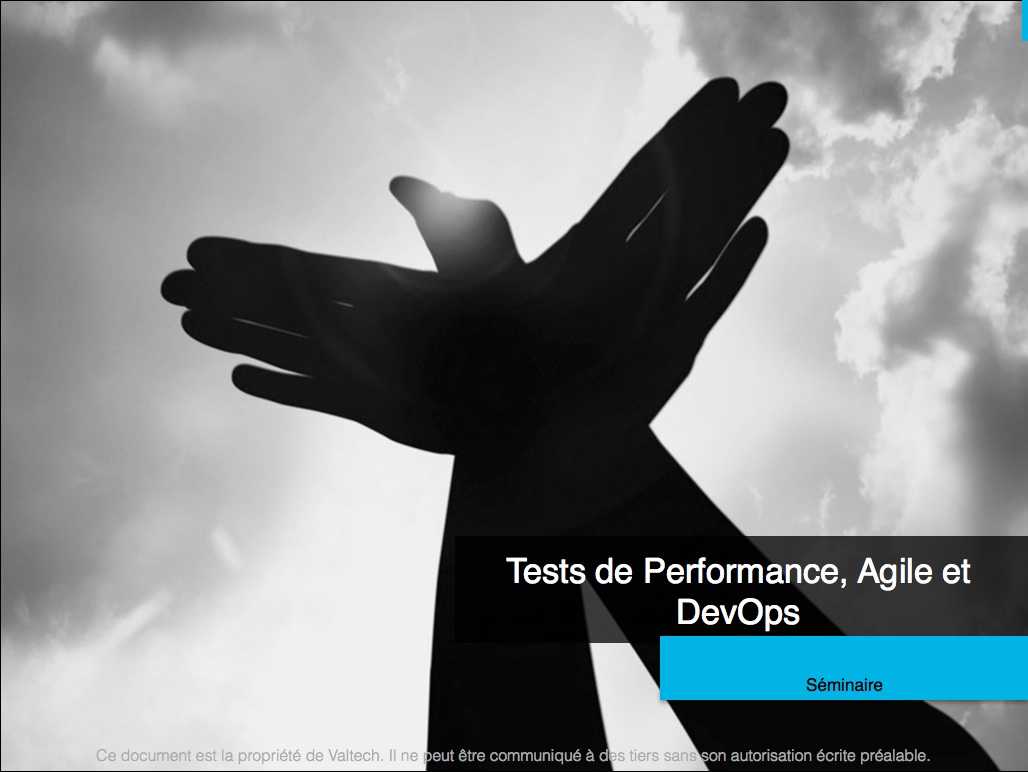 Tests de Performance, Agile et
DevOps
Séminaire
Ce document est la propriété de Valtech. Il ne peut être communiqué à des tiers sans son autorisation écrite préalable.